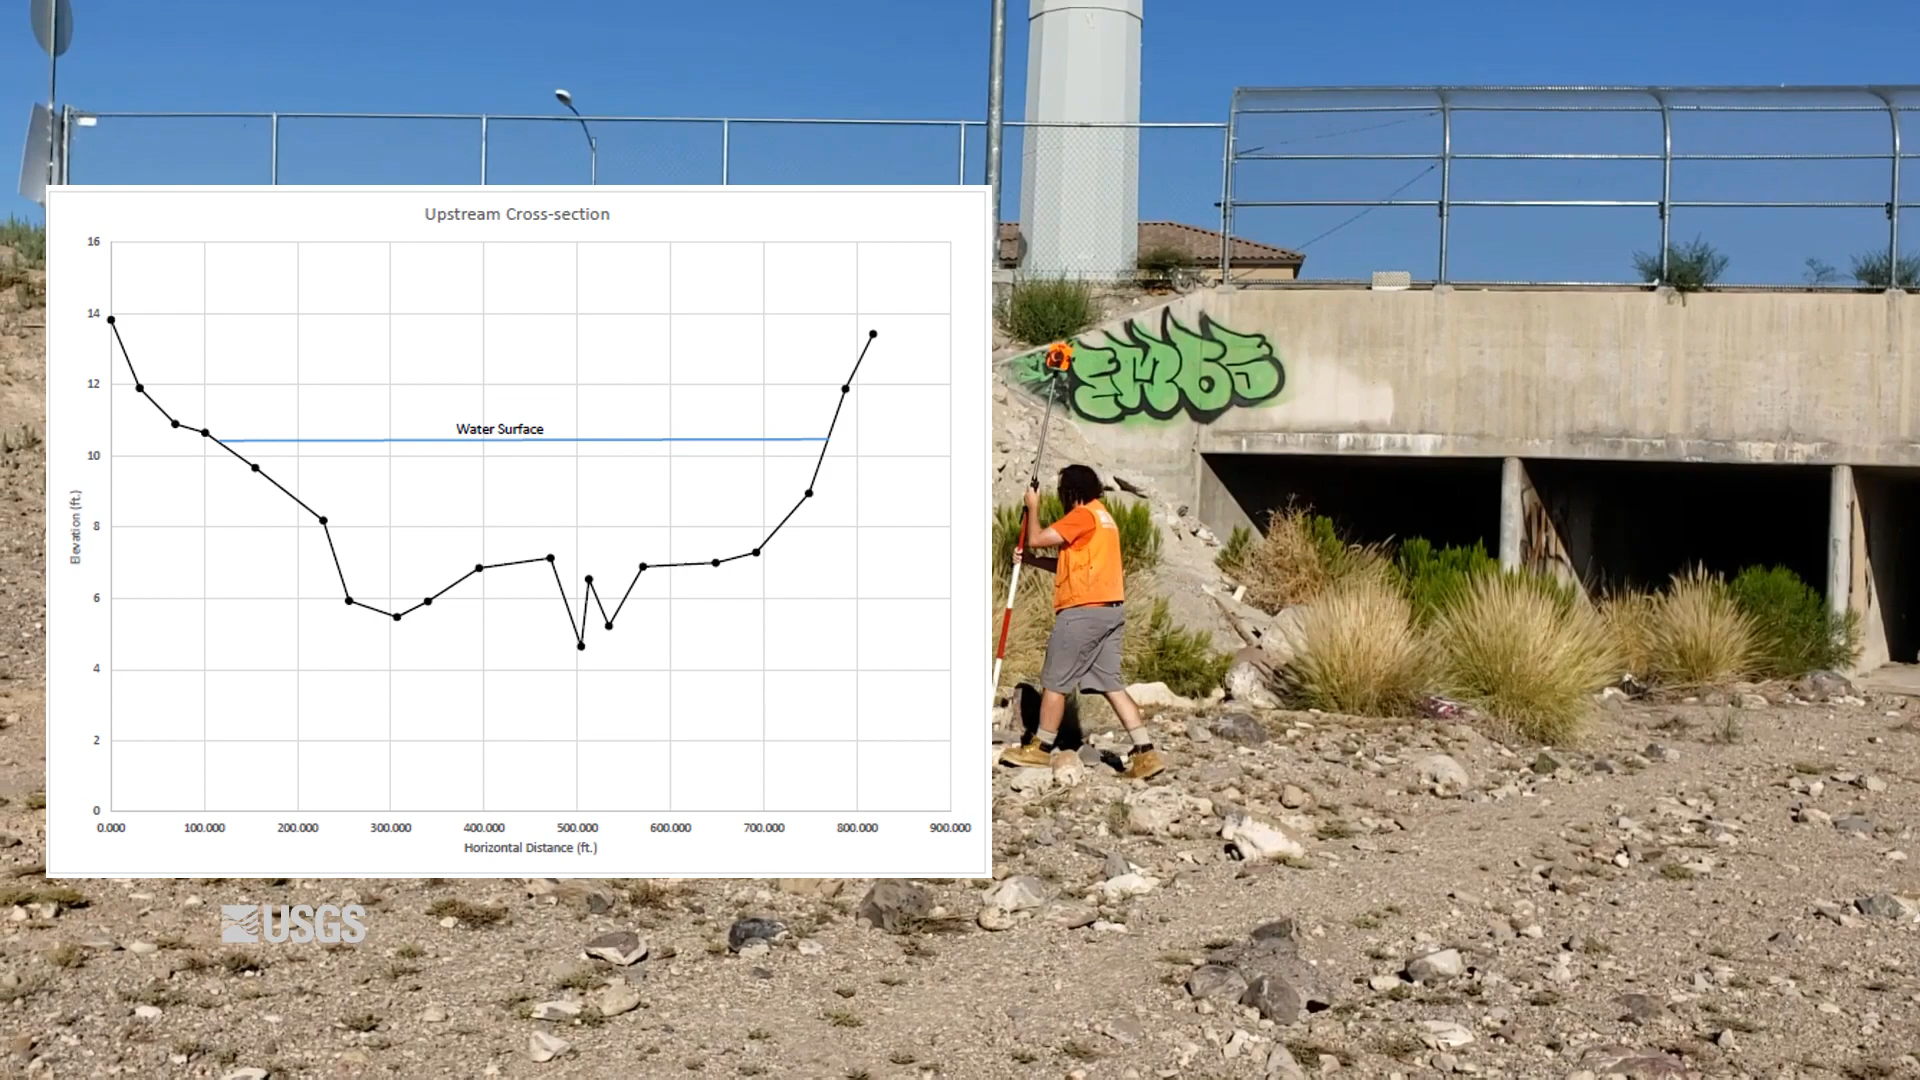 Upstream Cross-section
16
14
12
10
8
6
4
2
0
Elevation (ft.)
Water Surface
0.000 100.000 200.000 300.000 400.000 500.000 600.000 700.000 800.000 900.000
Horizontal Distance (ft.)
EMBE
USGS